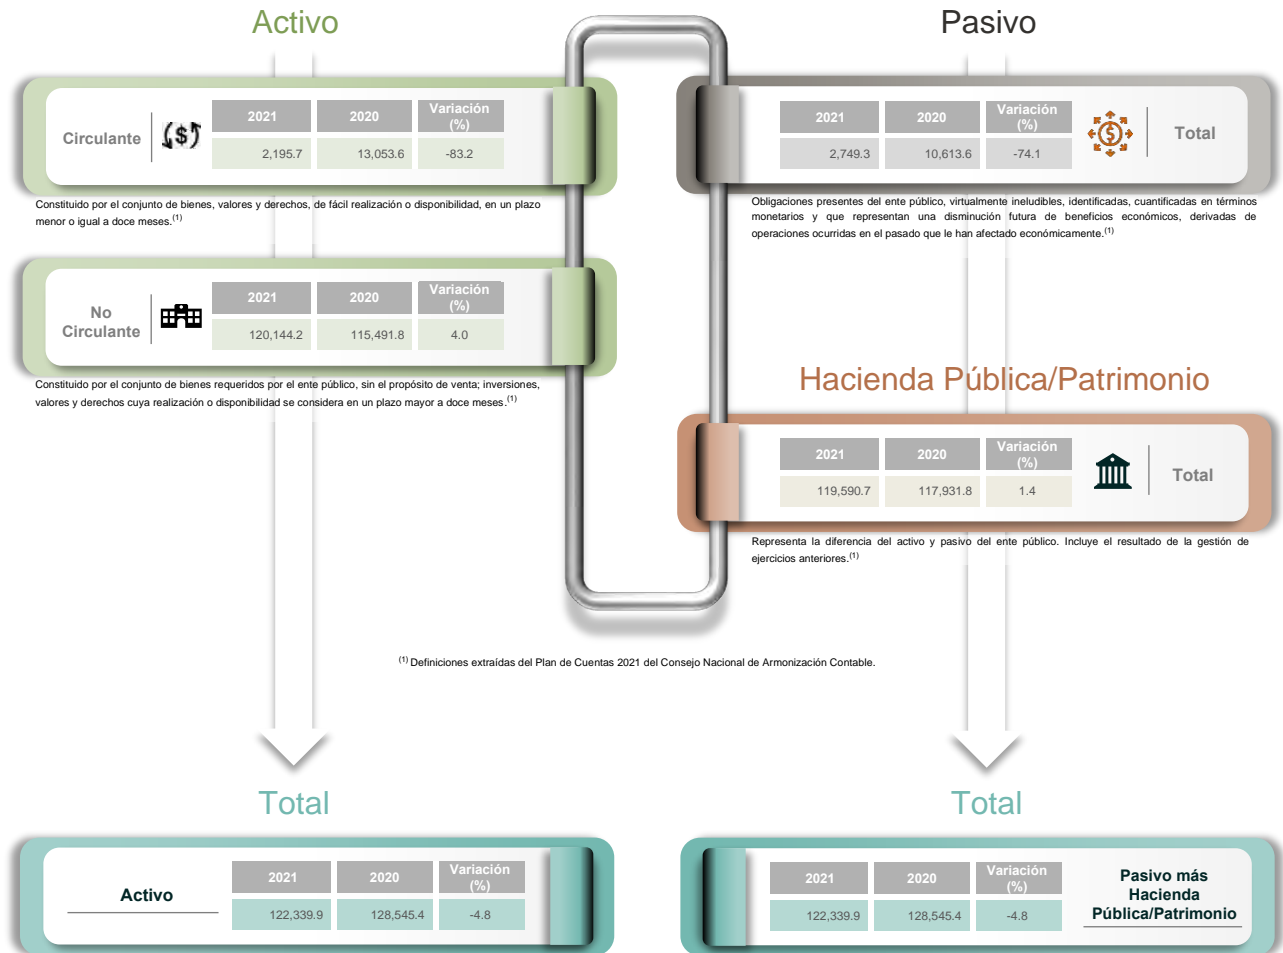 Activo
Circulante
2021 2020 Variación (%)
2,195.7 13,053.6 -83.2
Constituido por el conjunto de bienes, valores y derechos, de fácil realización o disponibilidad, en un plazo
menor o igual a doce meses.(1)
No
Circulante
2021 2020 Variación (%)
120,144.2 115,491.8 4.0
Constituido por el conjunto de bienes requeridos por el ente público, sin el propósito de venta; inversiones,
valores y derechos cuya realización o disponibilidad se considera en un plazo mayor a doce meses.(1)
Pasivo
2021 2020 Variación (%)
2,749.3 10,613.6 -74.1
Total
Obligaciones presentes del ente público, virtualmente ineludibles, identificadas, cuantificadas en términos
monetarios y que representan una disminución futura de beneficios económicos, derivadas de
operaciones ocurridas en el pasado que le han afectado económicamente.(1)
Hacienda Pública/Patrimonio
2021 2020 Variación (%)
119,590.7 117,931.8 1.4
Total
Representa la diferencia del activo y pasivo del ente público. Incluye el resultado de la gestión de
ejercicios anteriores.(1)
(1) Definiciones extraídas del Plan de Cuentas 2021 del Consejo Nacional de Armonización Contable.
Total
Activo
2021 2020 Variación (%)
122,339.9 128,545.4 -4.8
Total
2021 2020 Variación (%)
122,339.9 128,545.4 -4.8
Pasivo más
Hacienda
Pública/Patrimonio